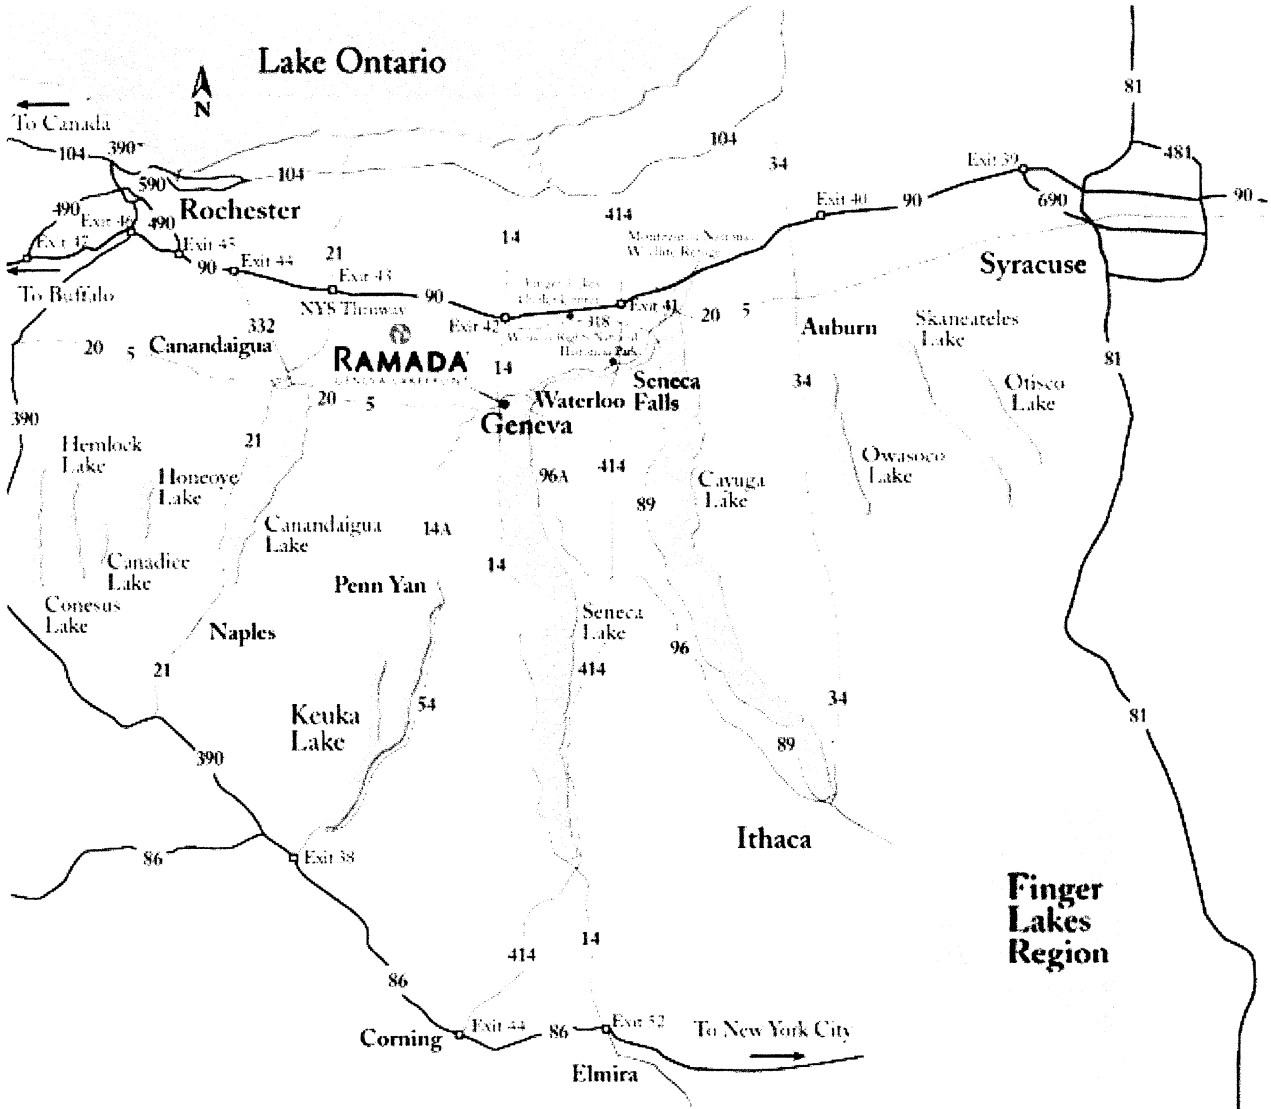 Lake Ontario
N
To Canada
81
104
390
104
481
34
Exit 39
590
104
90
690
490
Rochester
Exit 40
90
Exit 46
490
414
14
Exit 45
Exit 47
21
Syracuse
90
Exit 44
Exit 43
To Buffalo
90
NYS Thruway
Exit 41
Exit 42
318
20
5
Auburn
Skaneateles
Lake
332
20
5
Canandaigua
RAMADA
GENEVA LAKEFRONT
Park
81
14
Seneca
Falls
34
Otisco
Lake
20
5
Waterloo
Geneva
390
21
Hemlock
Lake
Honeoye
Lake
96A
414
Cayuga
Lake
Owasoco
Lake
89
Canandaigua
Lake
14A
Canadice
Lake
14
Penn Yan
Conesus
Lake
Seneca
Lake
Naples
96
21
414
54
34
Keuka
Lake
81
89
390
Ithaca
86
Exit 38
Finger
Lakes
Region
414
14
86
Corning
Exit 44
86
Exit 52
To New York City
Elmira